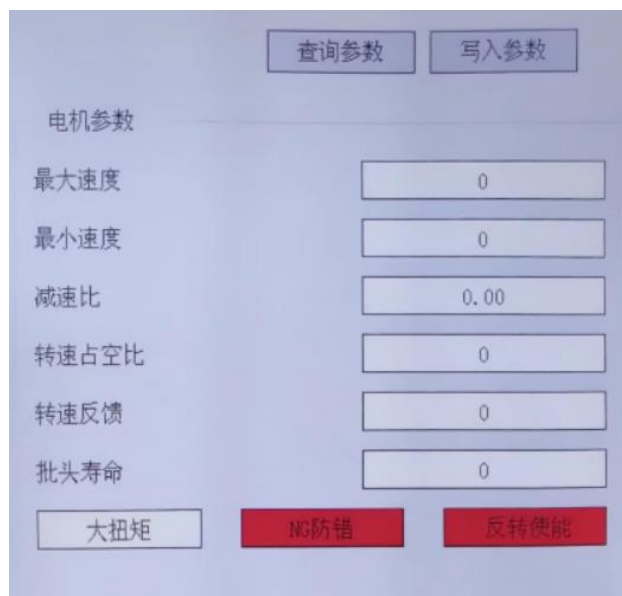 查询参数 写入参数
电机参数
最大速度 0
最小速度 0
减速比 0.00
转速占空比 0
转速反馈 0
批头寿命 0
大扭矩 NG防错 反转使能